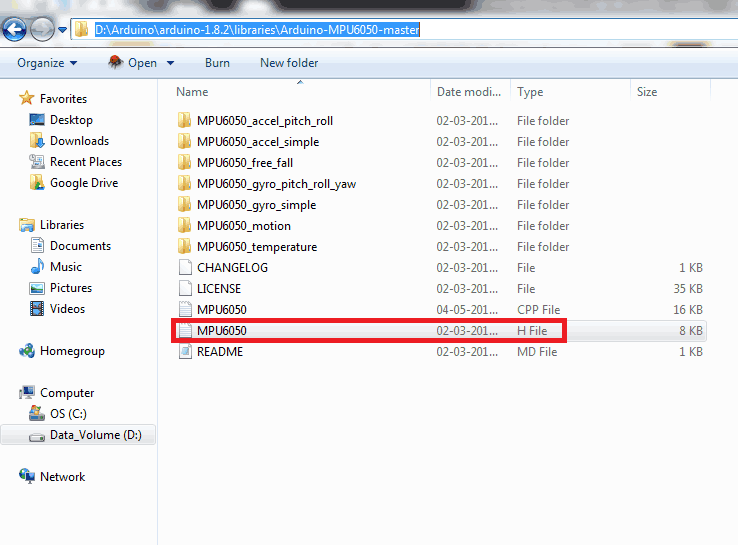 D:\Arduino\arduino-1.8.2\libraries\Arduino-MPU6050-master
Organize Open Burn New folder
Favorites
Desktop
Downloads
Recent Places
Google Drive
Libraries
Documents
Music
Pictures
Videos
Homegroup
Computer
OS (C:)
Data_Volume (D:)
Network
Name Date modi... Type Size
MPU6050_accel_pitch_roll 02-03-201... File folder
MPU6050_accel_simple 02-03-201... File folder
MPU6050_free_fall 02-03-201... File folder
MPU6050_gyro_pitch_roll_yaw 02-03-201... File folder
MPU6050_gyro_simple 02-03-201... File folder
MPU6050_motion 02-03-201... File folder
MPU6050_temperature 02-03-201... File folder
CHANGELOG 02-03-201... File 1 KB
LICENSE 02-03-201... File 35 KB
MPU6050 04-05-201... CPP File 16 KB
MPU6050 02-03-201... H File 8 KB
README 02-03-201... MD File 1 KB